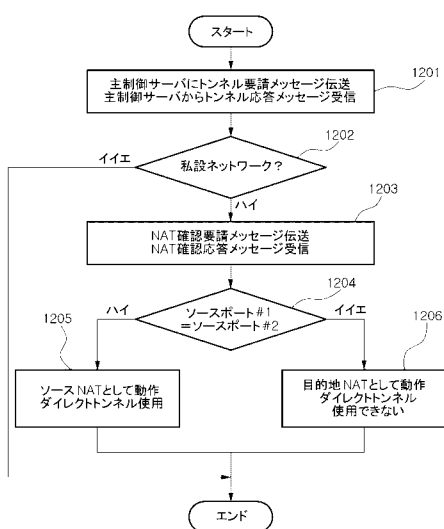 スタート
1201
主制御サーバにトンネル要請メッセージ伝送
主制御サーバからトンネル応答メッセージ受信
1202
イイエ
私設ネットワーク？
ハイ
1203
NAT確認要請メッセージ伝送
NAT確認応答メッセージ受信
1204
ハイ
ソースポート#1
＝ソースポート#2
イイエ
1205
1206
ソースNATとして動作
ダイレクトトンネル使用
目的地NATとして動作
ダイレクトトンネル
使用できない
エンド